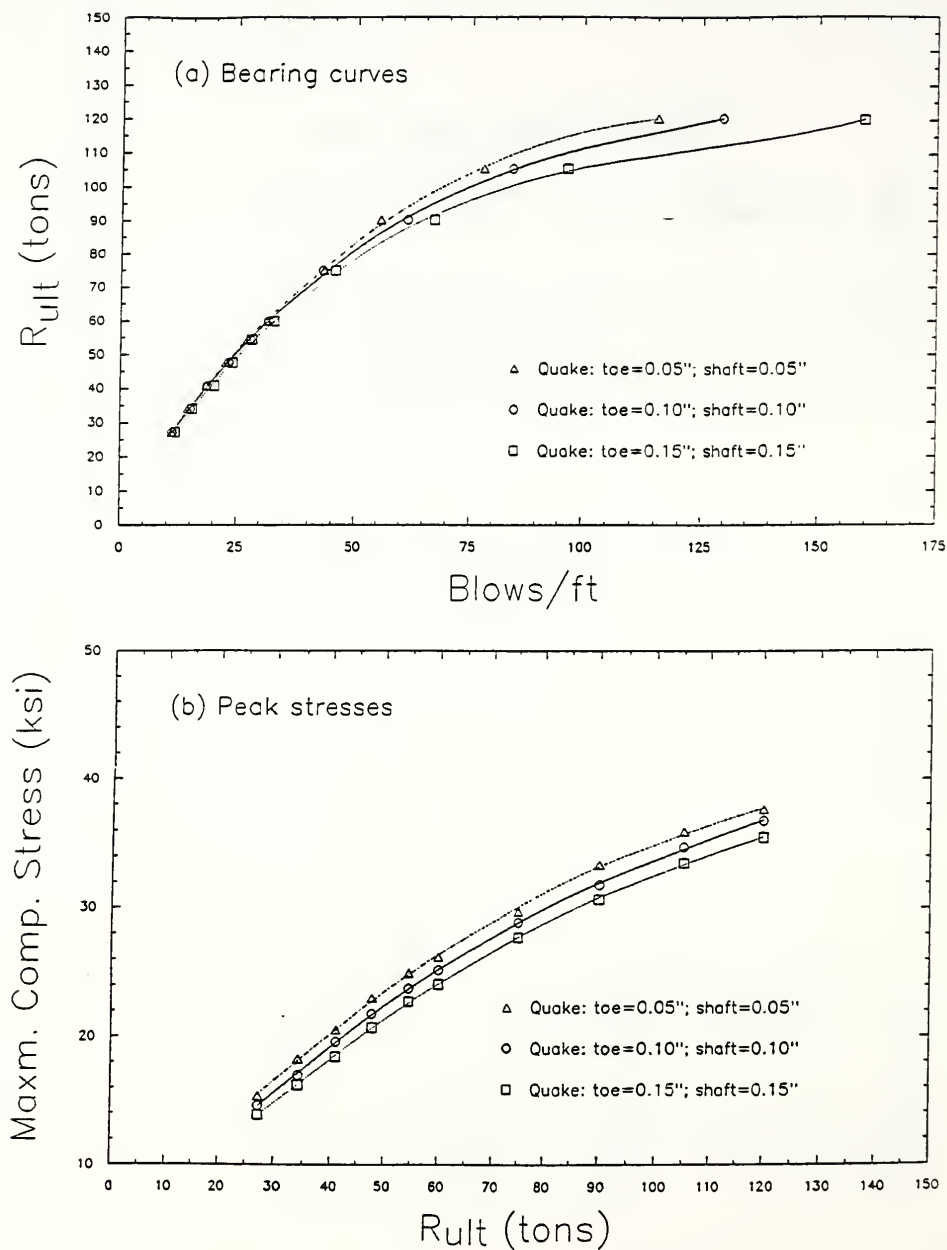 150
140
130
120
110
100
90
80
70
60
50
40
30
20
10
0
Rult (tons)
(a) Bearing curves
Quake: toe=0.05"; shaft=0.05"
Quake: toe=0.10"; shaft=0.10"
Quake: toe=0.15"; shaft=0.15"
0 25 50 75 100 125 150 175
Blows/ft
50
40
30
20
10
Maxm. Comp. Stress (ksi)
(b) Peak stresses
Quake: toe=0.05"; shaft=0.05"
Quake: toe=0.10"; shaft=0.10"
Quake: toe=0.15"; shaft=0.15"
0 10 20 30 40 50 60 70 80 90 100 110 120 130 140 150
Rult (tons)